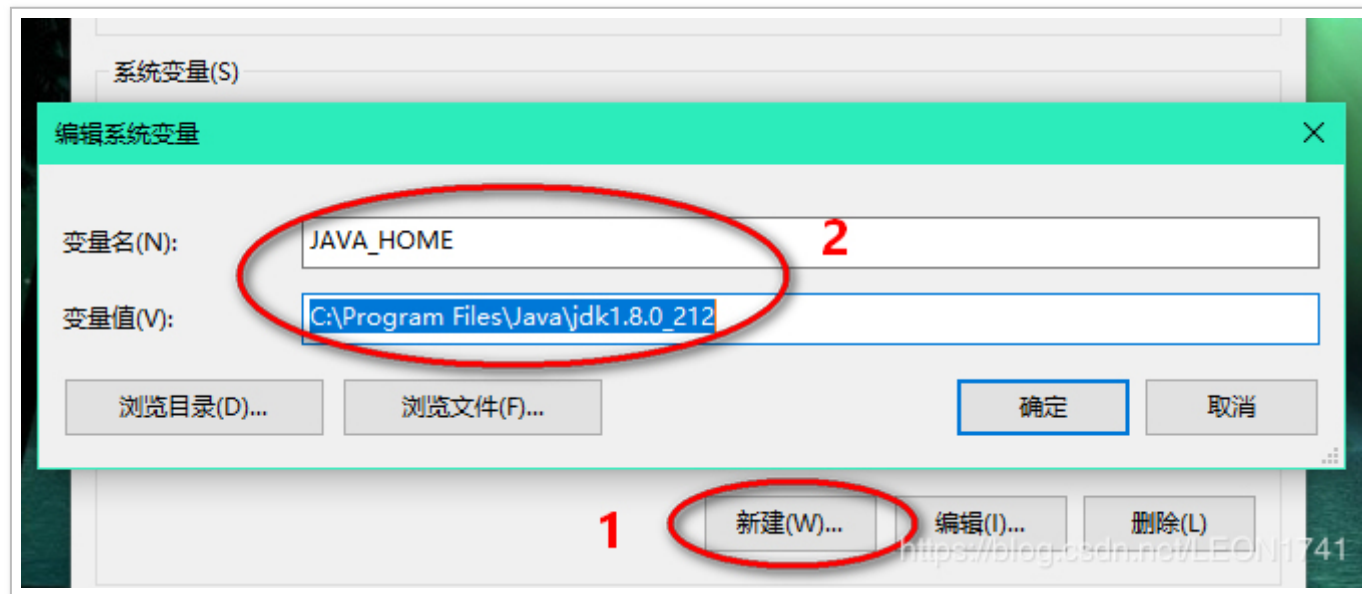 系统变量(S)
编辑系统变量
变量名(N):
JAVA_HOME
2
变量值(V):
C:\Program Files\Java\jdk1.8.0_212
浏览目录(D)...
浏览文件(F)...
确定
取消
1
新建(W)...
编辑(I)...
删除(L)
https://blog.csdn.net/LEON1741